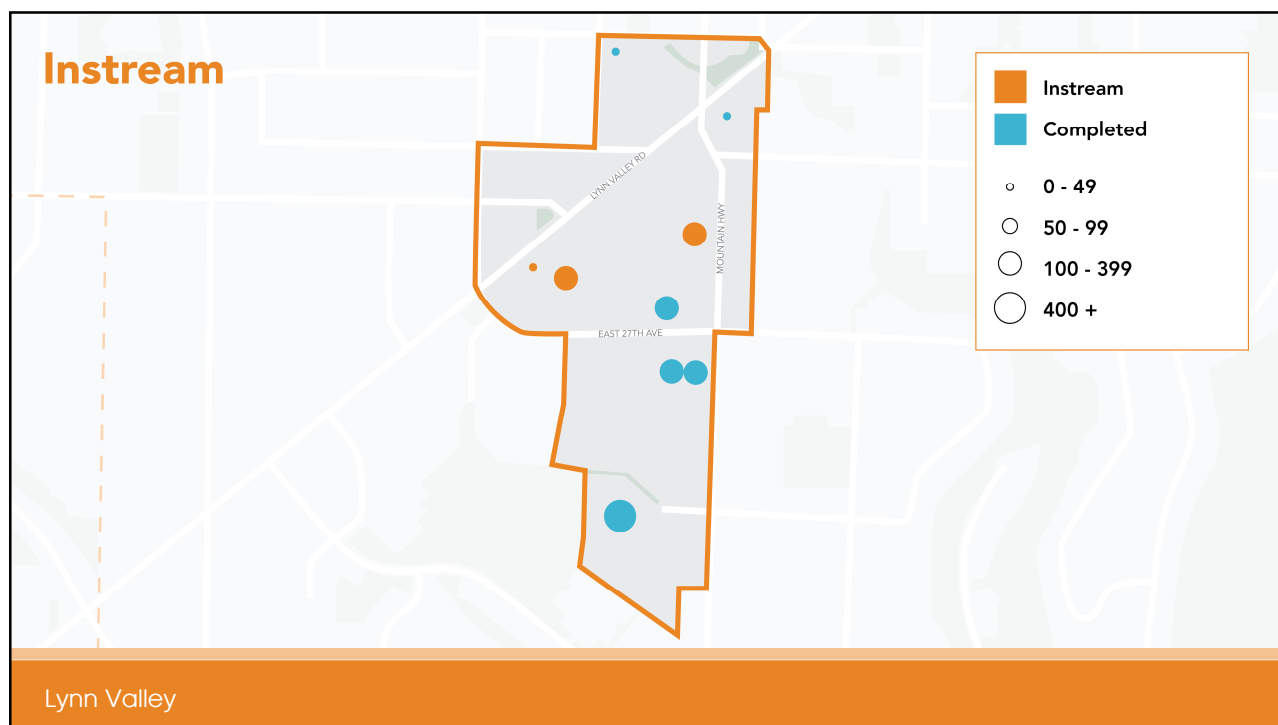 Instream
Instream
Completed
0 - 49
50 - 99
100 - 399
400 +
LYNN VALLEY RD
MOUNTAIN HWY
EAST 27TH AVE
Lynn Valley